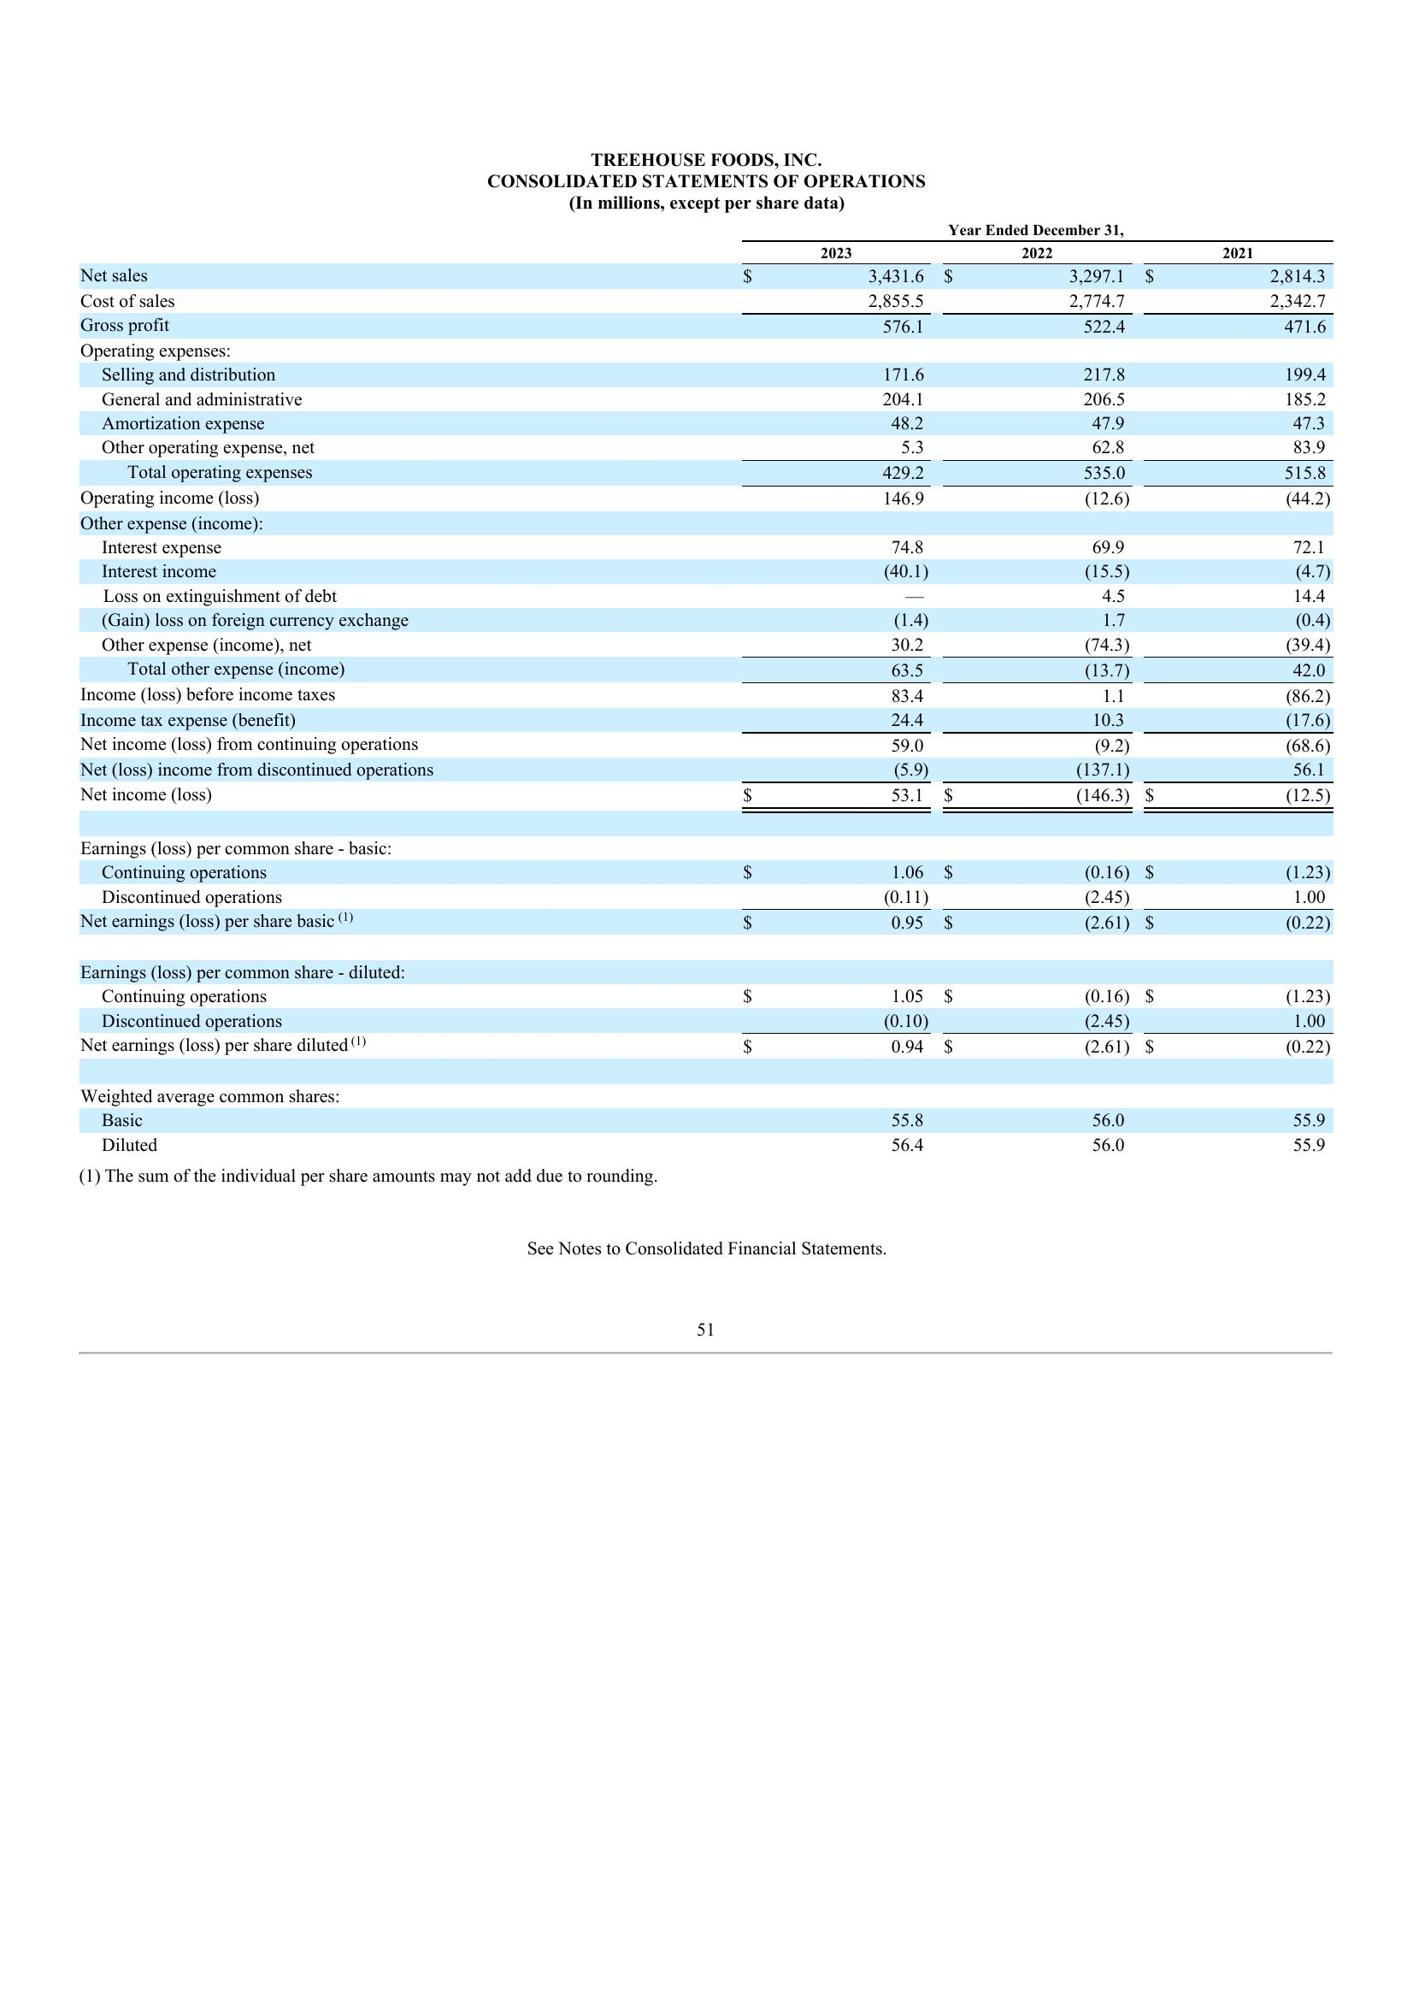 TREEHOUSE FOODS, INC.
CONSOLIDATED STATEMENTS OF OPERATIONS
(In millions, except per share data)
Year Ended December 31,
2023 2022 2021
Net sales $ 3,431.6 $ 3,297.1 $ 2,814.3
Cost of sales 2,855.5 2,774.7 2,342.7
Gross profit 576.1 522.4 471.6
Operating expenses:
Selling and distribution 171.6 217.8 199.4
General and administrative 204.1 206.5 185.2
Amortization expense 48.2 47.9 47.3
Other operating expense, net 5.3 62.8 83.9
Total operating expenses 429.2 535.0 515.8
Operating income (loss) 146.9 (12.6) (44.2)
Other expense (income):
Interest expense 74.8 69.9 72.1
Interest income (40.1) (15.5) (4.7)
Loss on extinguishment of debt — 4.5 14.4
(Gain) loss on foreign currency exchange (1.4) 1.7 (0.4)
Other expense (income), net 30.2 (74.3) (39.4)
Total other expense (income) 63.5 (13.7) 42.0
Income (loss) before income taxes 83.4 1.1 (86.2)
Income tax expense (benefit) 24.4 10.3 (17.6)
Net income (loss) from continuing operations 59.0 (9.2) (68.6)
Net (loss) income from discontinued operations (5.9) (137.1) 56.1
Net income (loss) $ 53.1 $ (146.3) $ (12.5)
Earnings (loss) per common share - basic:
Continuing operations $ 1.06 $ (0.16) $ (1.23)
Discontinued operations (0.11) (2.45) 1.00
Net earnings (loss) per share basic (1) $ 0.95 $ (2.61) $ (0.22)
Earnings (loss) per common share - diluted:
Continuing operations $ 1.05 $ (0.16) $ (1.23)
Discontinued operations (0.10) (2.45) 1.00
Net earnings (loss) per share diluted (1) $ 0.94 $ (2.61) $ (0.22)
Weighted average common shares:
Basic 55.8 56.0 55.9
Diluted 56.4 56.0 55.9
(1) The sum of the individual per share amounts may not add due to rounding.
See Notes to Consolidated Financial Statements.
51